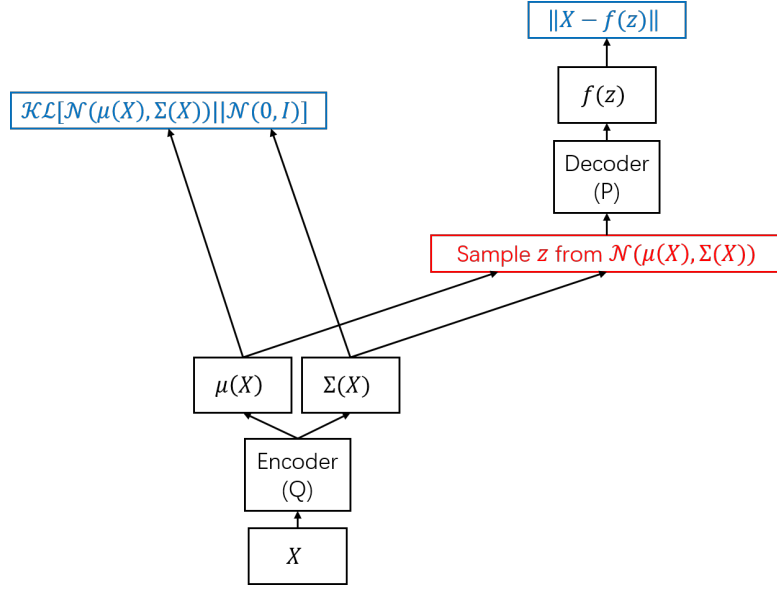 ‖X − f(z)‖
f(z)
𝒦ℒ[𝒩(μ(X), Σ(X))||𝒩(0, I)]
Decoder
(P)
Sample z from 𝒩(μ(X), Σ(X))
μ(X)
Σ(X)
Encoder
(Q)
X